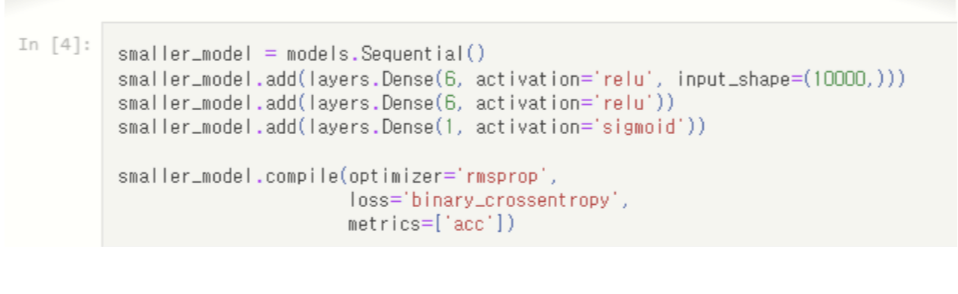 In [4]:
smaller_model = models.Sequential()
smaller_model.add(layers.Dense(6, activation='relu', input_shape=(10000,)))
smaller_model.add(layers.Dense(6, activation='relu'))
smaller_model.add(layers.Dense(1, activation='sigmoid'))
smaller_model.compile(optimizer='rmsprop',
loss='binary_crossentropy',
metrics=['acc'])